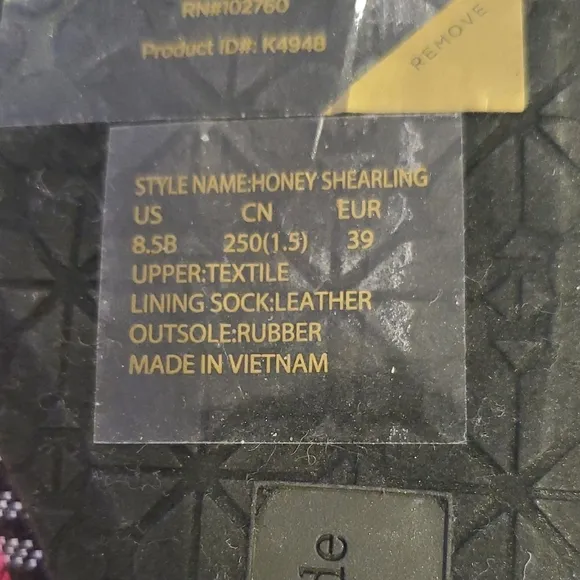 RN#102760
Product ID#: K4948
REMOVE
STYLE NAME:HONEY SHEARLING
US CN EUR
8.5B 250(1.5) 39
UPPER:TEXTILE
LINING SOCK:LEATHER
OUTSOLE:RUBBER
MADE IN VIETNAM